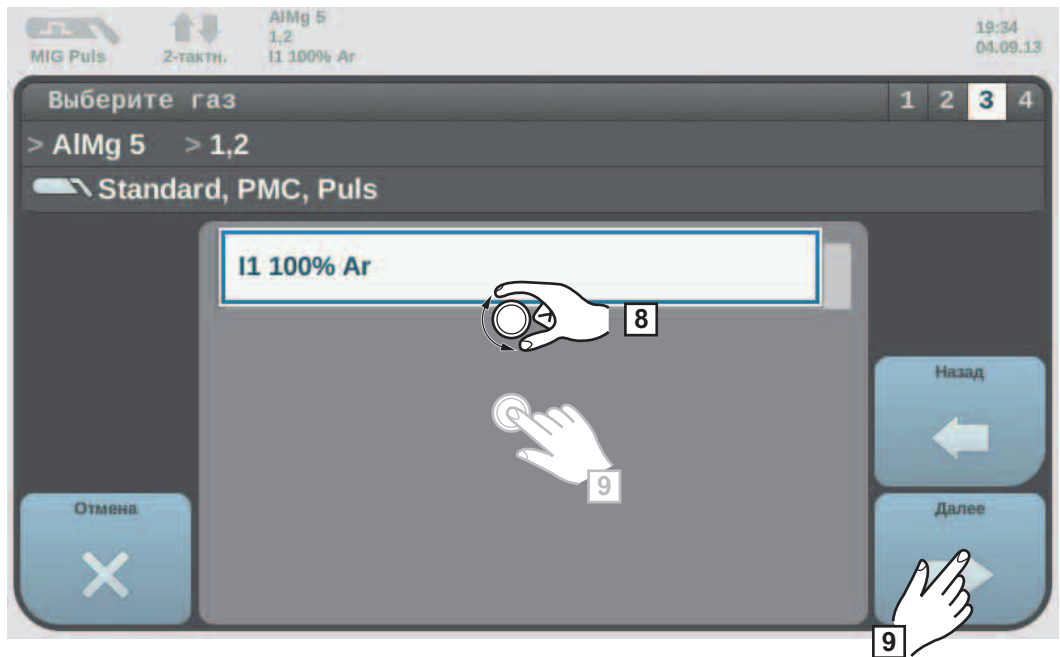 MIG Puls
2-тактн.
AlMg 5
1,2
I1 100% Ar
19:34
04.09.13
Выберите газ
1 2 3 4
> AlMg 5 > 1,2
Standard, PMC, Puls
I1 100% Ar
8
9
Назад
Отмена
Далее
9